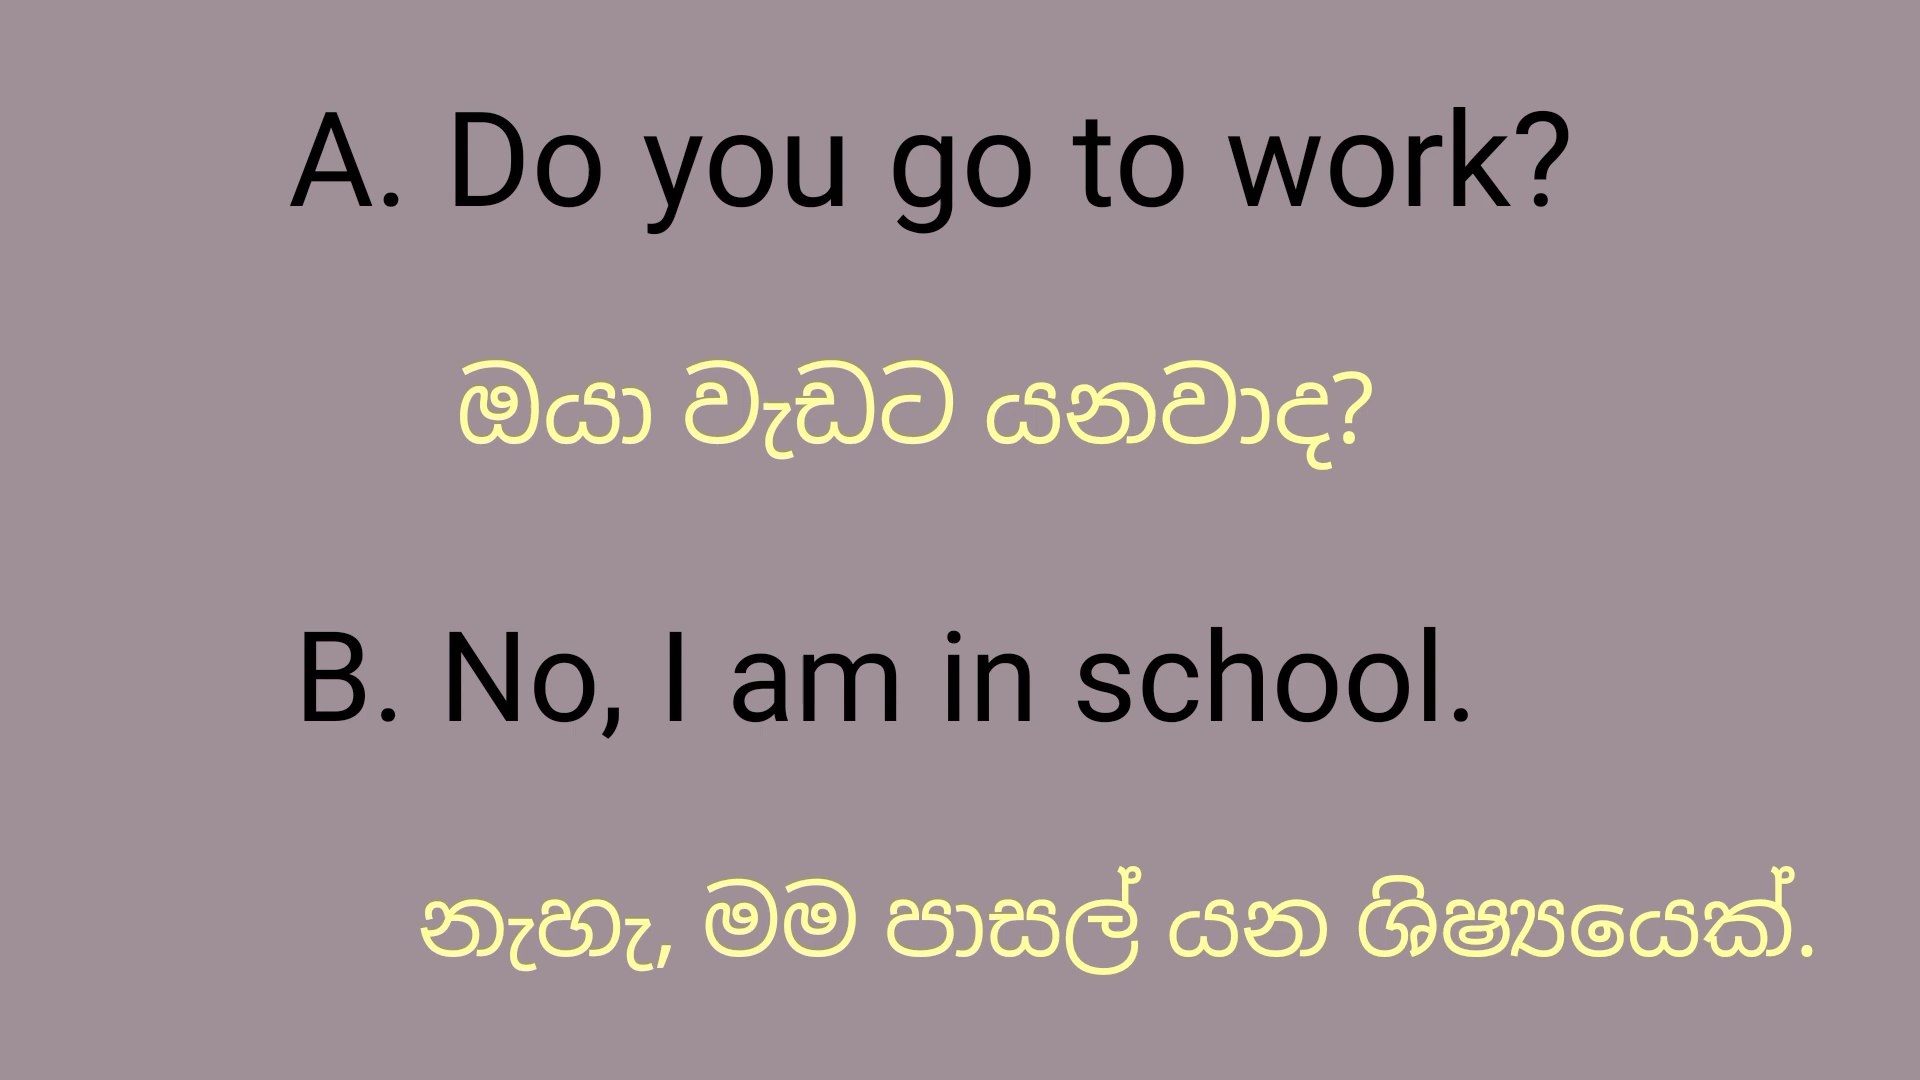 A. Do you go to work?
ඔයා වැඩට යනවාද?
B. No, I am in school.
නැහැ, මම පාසල් යන ශිෂ්‍යයෙක්.